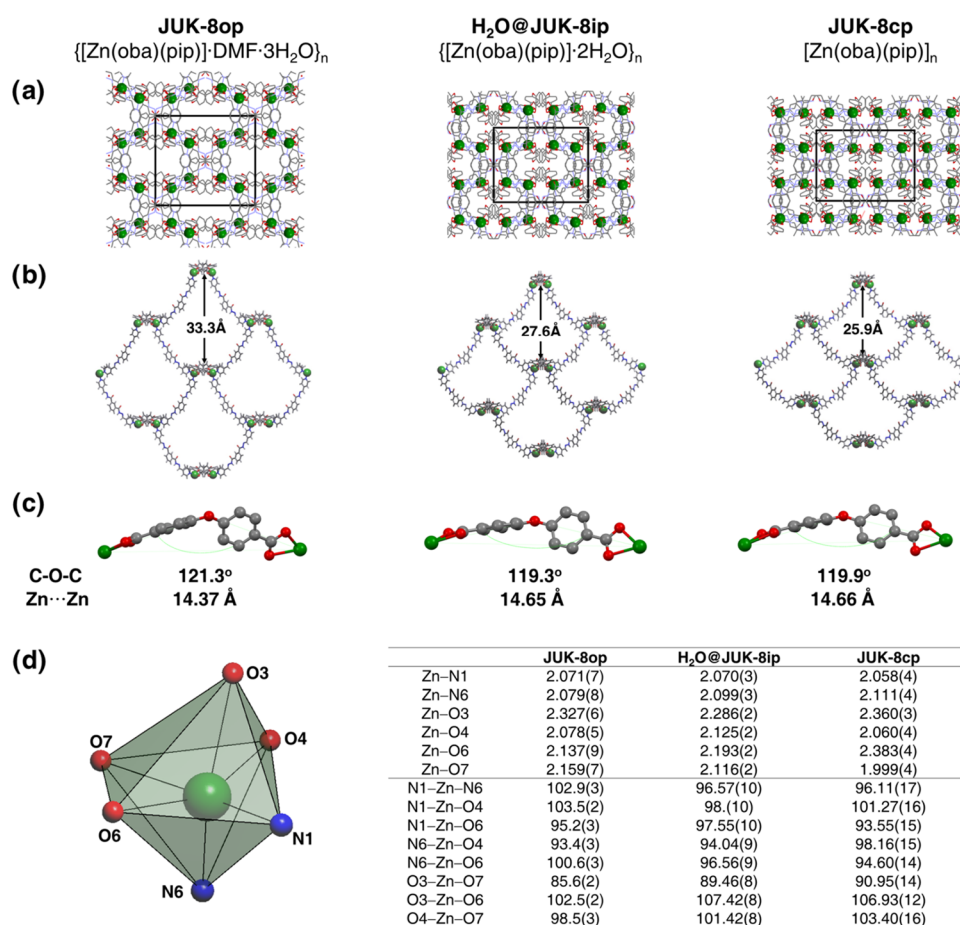 JUK-8op H₂O@JUK-8ip JUK-8cp
{[Zn(oba)(pip)]·DMF·3H₂O}ₙ {[Zn(oba)(pip)]·2H₂O}ₙ [Zn(oba)(pip)]ₙ
(a)
(b)
33.3Å 27.6Å 25.9Å
(c)
C-O-C 121.3º 119.3º 119.9º
Zn···Zn 14.37 Å 14.65 Å 14.66 Å
(d)
O3
O4
O7
O6
N1
N6
JUK-8op H₂O@JUK-8ip JUK-8cp
Zn–N1 2.071(7) 2.070(3) 2.058(4)
Zn–N6 2.079(8) 2.099(3) 2.111(4)
Zn–O3 2.327(6) 2.286(2) 2.360(3)
Zn–O4 2.078(5) 2.125(2) 2.060(4)
Zn–O6 2.137(9) 2.193(2) 2.383(4)
Zn–O7 2.159(7) 2.116(2) 1.999(4)
N1–Zn–N6 102.9(3) 96.57(10) 96.11(17)
N1–Zn–O4 103.5(2) 98.(10) 101.27(16)
N1–Zn–O6 95.2(3) 97.55(10) 93.55(15)
N6–Zn–O4 93.4(3) 94.04(9) 98.16(15)
N6–Zn–O6 100.6(3) 96.56(9) 94.60(14)
O3–Zn–O7 85.6(2) 89.46(8) 90.95(14)
O3–Zn–O6 102.5(2) 107.42(8) 106.93(12)
O4–Zn–O7 98.5(3) 101.42(8) 103.40(16)